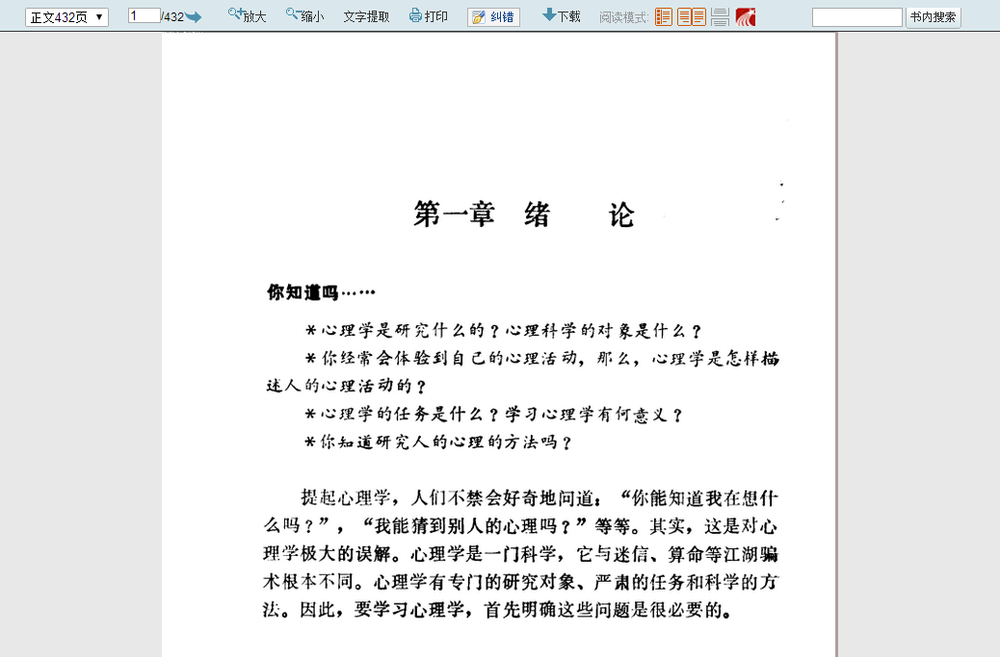 正文432页 ▼ 1 /432 放大 缩小 文字提取 打印 纠错 下载 阅读模式: 书内搜索
第一章 绪 论
你知道吗……
*心理学是研究什么的?心理科学的对象是什么?
*你经常会体验到自己的心理活动，那么，心理学是怎样描
述人的心理活动的?
*心理学的任务是什么?学习心理学有何意义?
*你知道研究人的心理的方法吗?
提起心理学，人们不禁会好奇地问道：“你能知道我在想什
么吗?”，“我能猜到别人的心理吗?”等等。其实，这是对心
理学极大的误解。心理学是一门科学，它与迷信、算命等江湖骗
术根本不同。心理学有专门的研究对象、严肃的任务和科学的方
法。因此，要学习心理学，首先明确这些问题是很必要的。